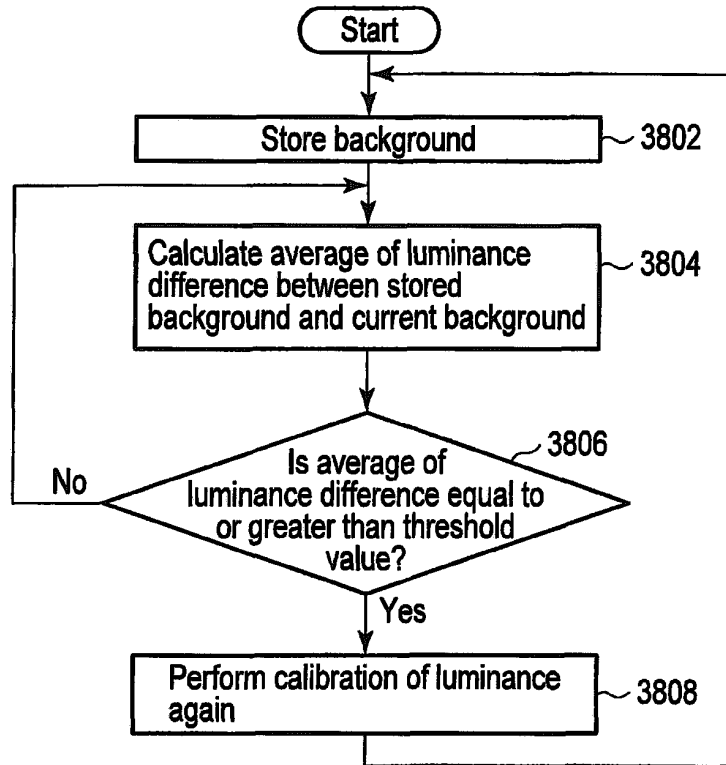 Start
Store background
3802
Calculate average of luminance
difference between stored
background and current background
3804
3806
Is average of
luminance difference equal to
or greater than threshold
value?
No
Yes
Perform calibration of luminance
again
3808